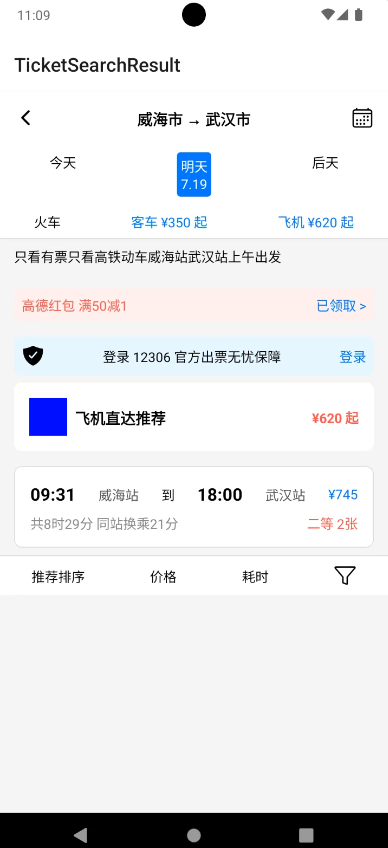 11:09
TicketSearchResult
威海市 → 武汉市
今天 明天 后天
7.19
火车 客车 ¥350 起 飞机 ¥620 起
只看有票只看高铁动车威海站武汉站上午出发
高德红包 满50减1 已领取 >
登录 12306 官方出票无忧保障 登录
飞机直达推荐 ¥620 起
09:31 威海站 到 18:00 武汉站 ¥745
共8时29分 同站换乘21分 二等 2张
推荐排序 价格 耗时